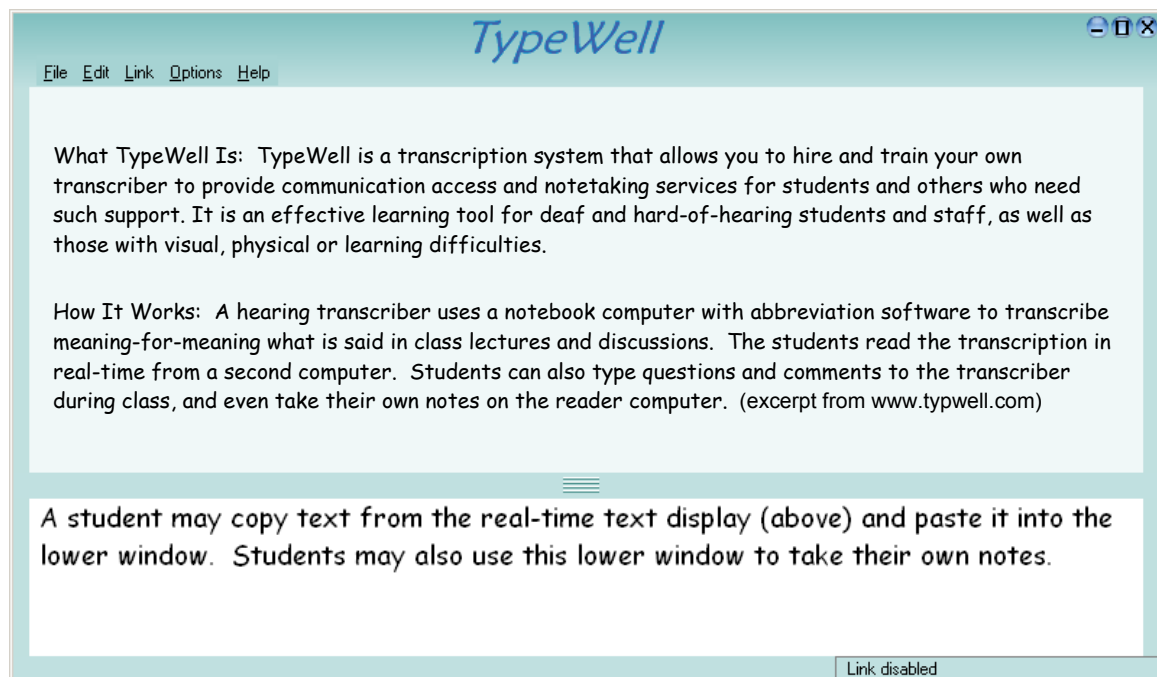 TypeWell
File Edit Link Options Help
What TypeWell Is:  TypeWell is a transcription system that allows you to hire and train your own
transcriber to provide communication access and notetaking services for students and others who need
such support. It is an effective learning tool for deaf and hard-of-hearing students and staff, as well as
those with visual, physical or learning difficulties.
How It Works:  A hearing transcriber uses a notebook computer with abbreviation software to transcribe
meaning-for-meaning what is said in class lectures and discussions.  The students read the transcription in
real-time from a second computer.  Students can also type questions and comments to the transcriber
during class, and even take their own notes on the reader computer.  (excerpt from www.typwell.com)
A student may copy text from the real-time text display (above) and paste it into the
lower window.  Students may also use this lower window to take their own notes.
Link disabled